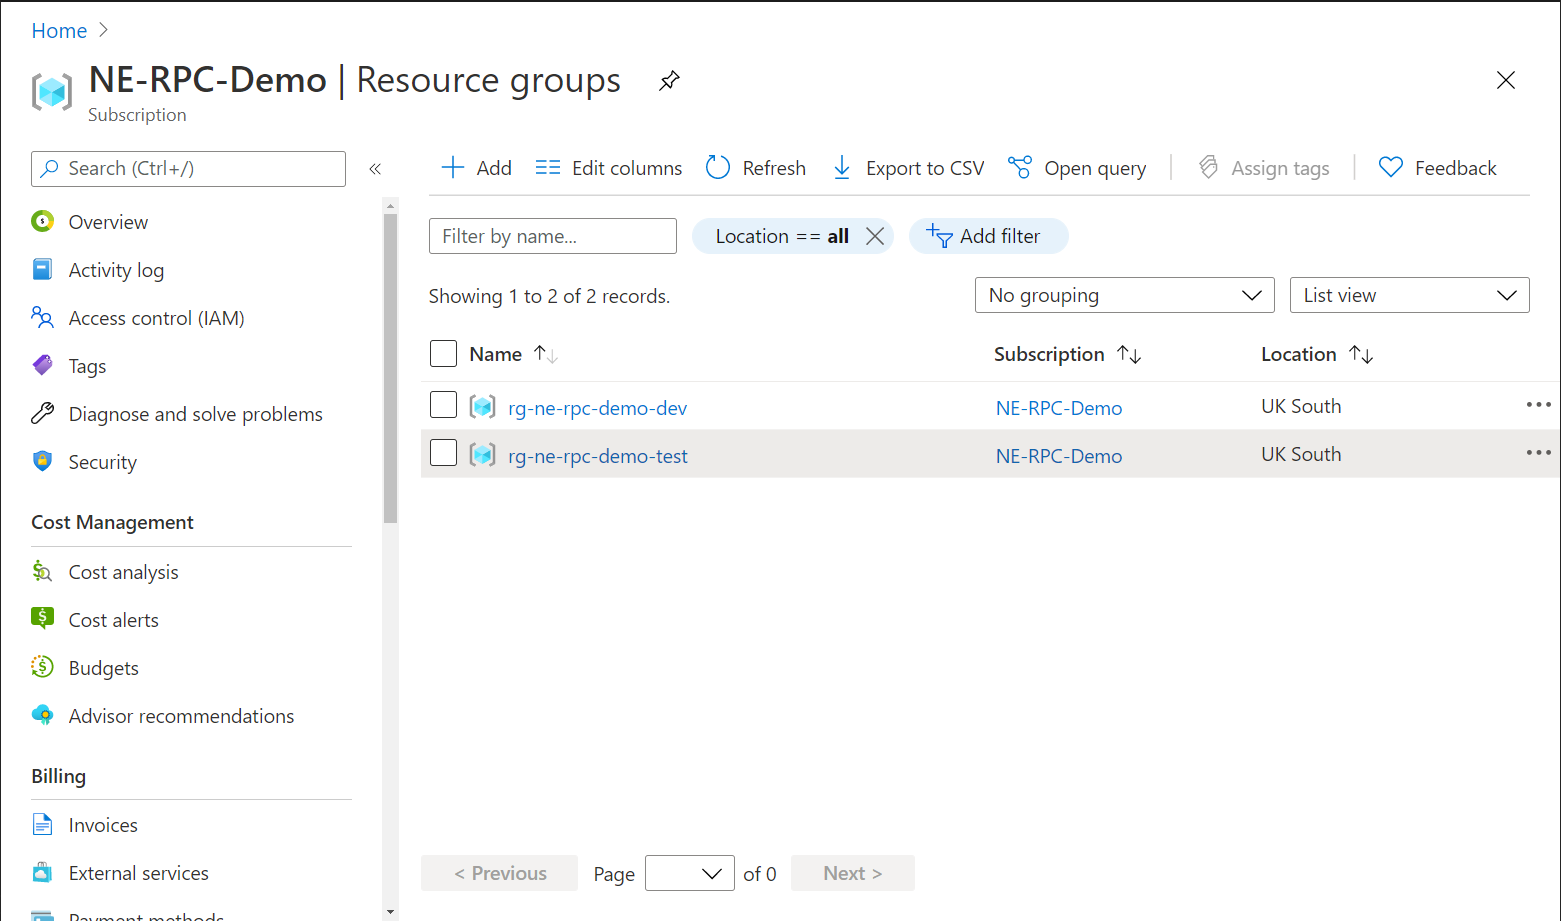 Home
NE-RPC-Demo | Resource groups
Subscription
Search (Ctrl+/)
Overview
Activity log
Access control (IAM)
Tags
Diagnose and solve problems
Security
Cost Management
Cost analysis
Cost alerts
Budgets
Advisor recommendations
Billing
Invoices
External services
Payment methods
Add Edit columns Refresh Export to CSV Open query Assign tags Feedback
Filter by name... Location == all Add filter
Showing 1 to 2 of 2 records. No grouping List view
Name Subscription Location
rg-ne-rpc-demo-dev NE-RPC-Demo UK South
rg-ne-rpc-demo-test NE-RPC-Demo UK South
< Previous Page of 0 Next >